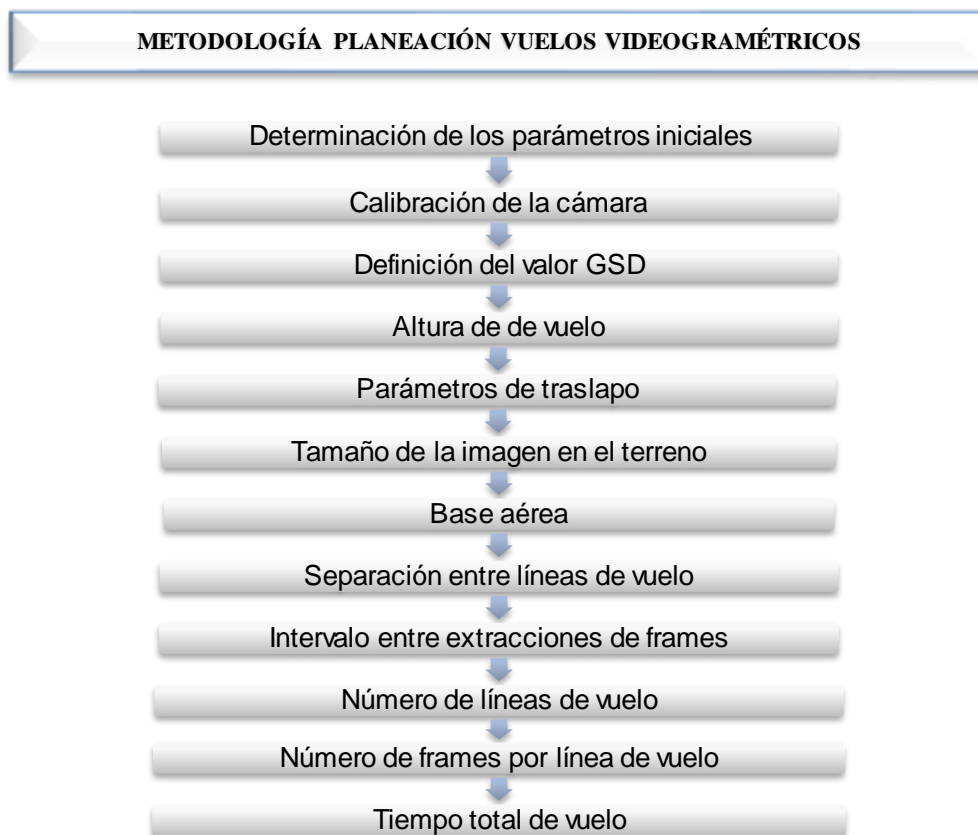 METODOLOGÍA PLANEACIÓN VUELOS VIDEOGRAMÉTRICOS
Determinación de los parámetros iniciales
Calibración de la cámara
Definición del valor GSD
Altura de de vuelo
Parámetros de traslapo
Tamaño de la imagen en el terreno
Base aérea
Separación entre líneas de vuelo
Intervalo entre extracciones de frames
Número de líneas de vuelo
Número de frames por línea de vuelo
Tiempo total de vuelo